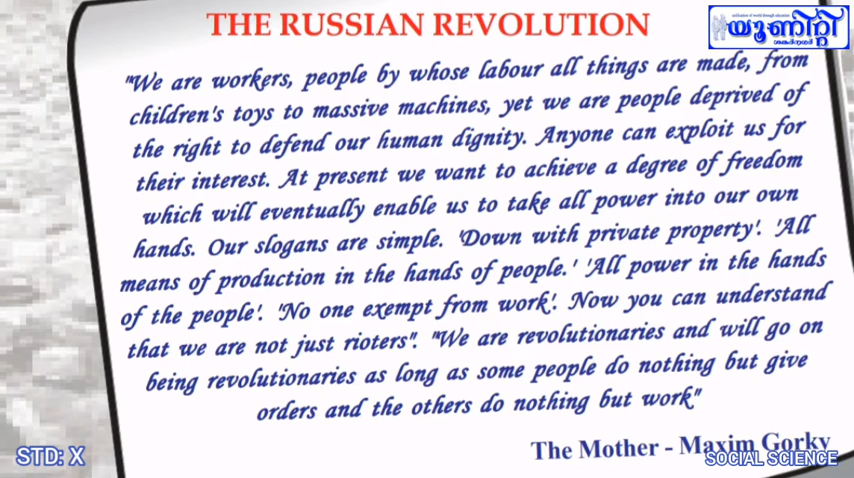 THE RUSSIAN REVOLUTION
യൂണിറ്റി
"We are workers, people by whose labour all things are made, from
children's toys to massive machines, yet we are people deprived of
the right to defend our human dignity. Anyone can exploit us for
their interest. At present we want to achieve a degree of freedom
which will eventually enable us to take all power into our own
hands. Our slogans are simple. 'Down with private property'. 'All
means of production in the hands of people.' 'All power in the hands
of the people'. 'No one exempt from work'. Now you can understand
that we are not just rioters". "We are revolutionaries and will go on
being revolutionaries as long as some people do nothing but give
orders and the others do nothing but work"
The Mother - Maxim Gorky
STD: X
SOCIAL SCIENCE